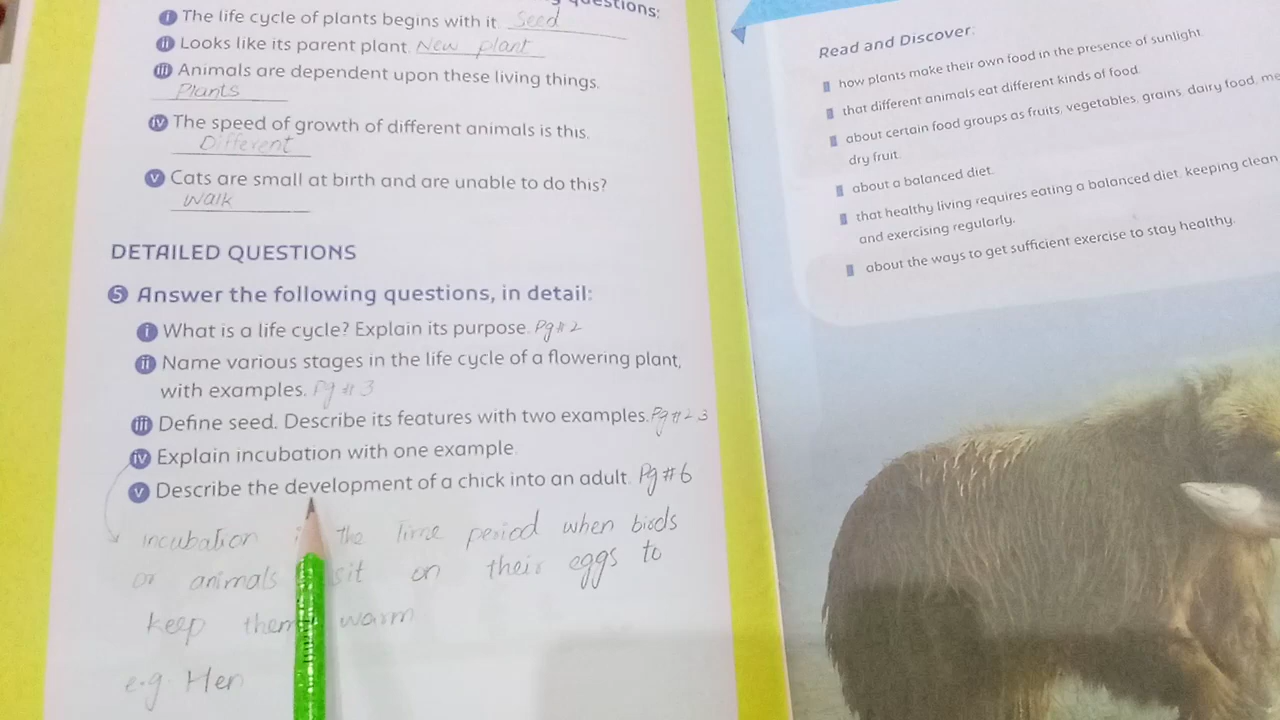 questions:
i The life cycle of plants begins with it. Seed
ii Looks like its parent plant. New plant
iii Animals are dependent upon these living things.
Plants
iv The speed of growth of different animals is this.
Different
v Cats are small at birth and are unable to do this?
Walk
DETAILED QUESTIONS
5 Answer the following questions, in detail:
i What is a life cycle? Explain its purpose. Pg # 2
ii Name various stages in the life cycle of a flowering plant,
with examples. Pg # 3
iii Define seed. Describe its features with two examples. Pg # 2 3
iv Explain incubation with one example.
v Describe the development of a chick into an adult. Pg # 6
incubation the time period when birds
or animals sit on their eggs to
keep them warm
e.g. Hen
Read and Discover:
how plants make their own food in the presence of sunlight.
that different animals eat different kinds of food.
about certain food groups as fruits, vegetables, grains, dairy food,
dry fruit.
about a balanced diet.
that healthy living requires eating a balanced diet, keeping clean
and exercising regularly.
about the ways to get sufficient exercise to stay healthy.